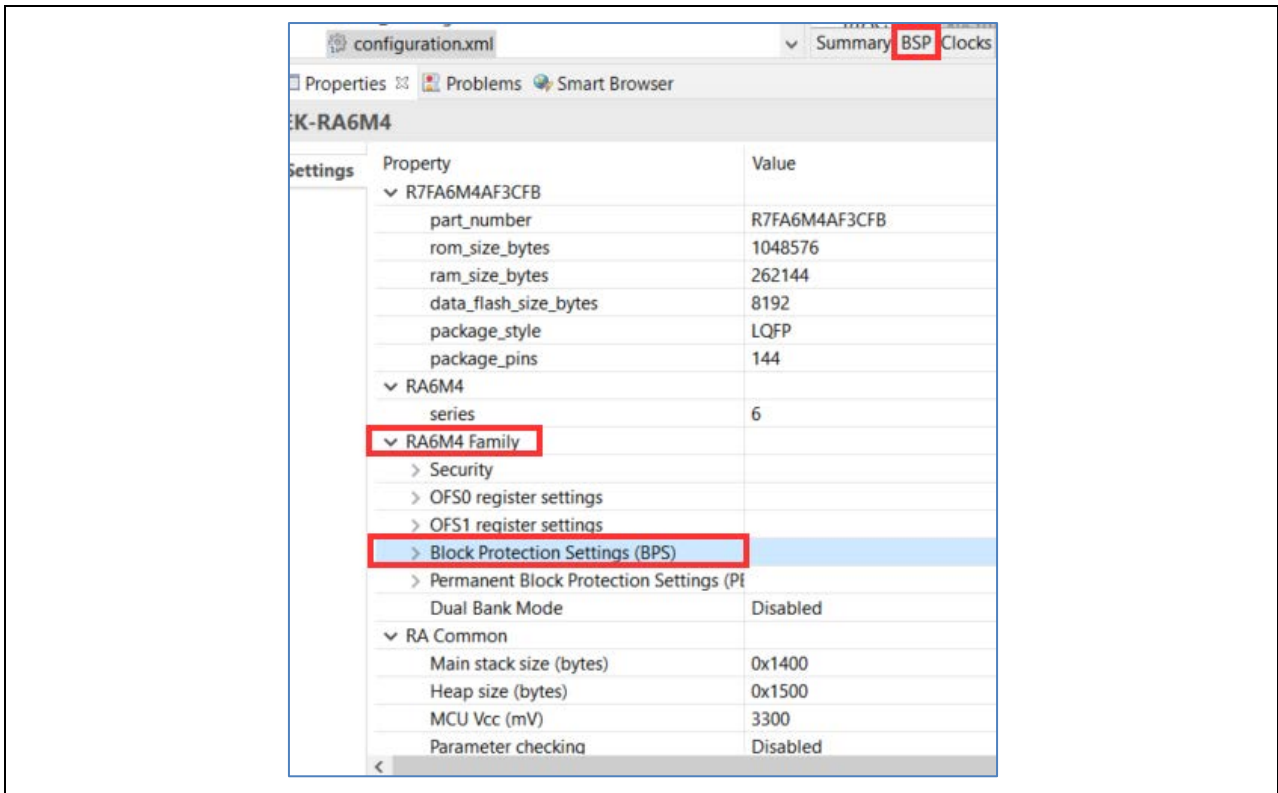 configuration.xml Summary BSP Clocks
Properties Problems Smart Browser
EK-RA6M4
Settings Property Value
R7FA6M4AF3CFB
part_number R7FA6M4AF3CFB
rom_size_bytes 1048576
ram_size_bytes 262144
data_flash_size_bytes 8192
package_style LQFP
package_pins 144
RA6M4
series 6
RA6M4 Family
Security
OFS0 register settings
OFS1 register settings
Block Protection Settings (BPS)
Permanent Block Protection Settings (PB
Dual Bank Mode Disabled
RA Common
Main stack size (bytes) 0x1400
Heap size (bytes) 0x1500
MCU Vcc (mV) 3300
Parameter checking Disabled